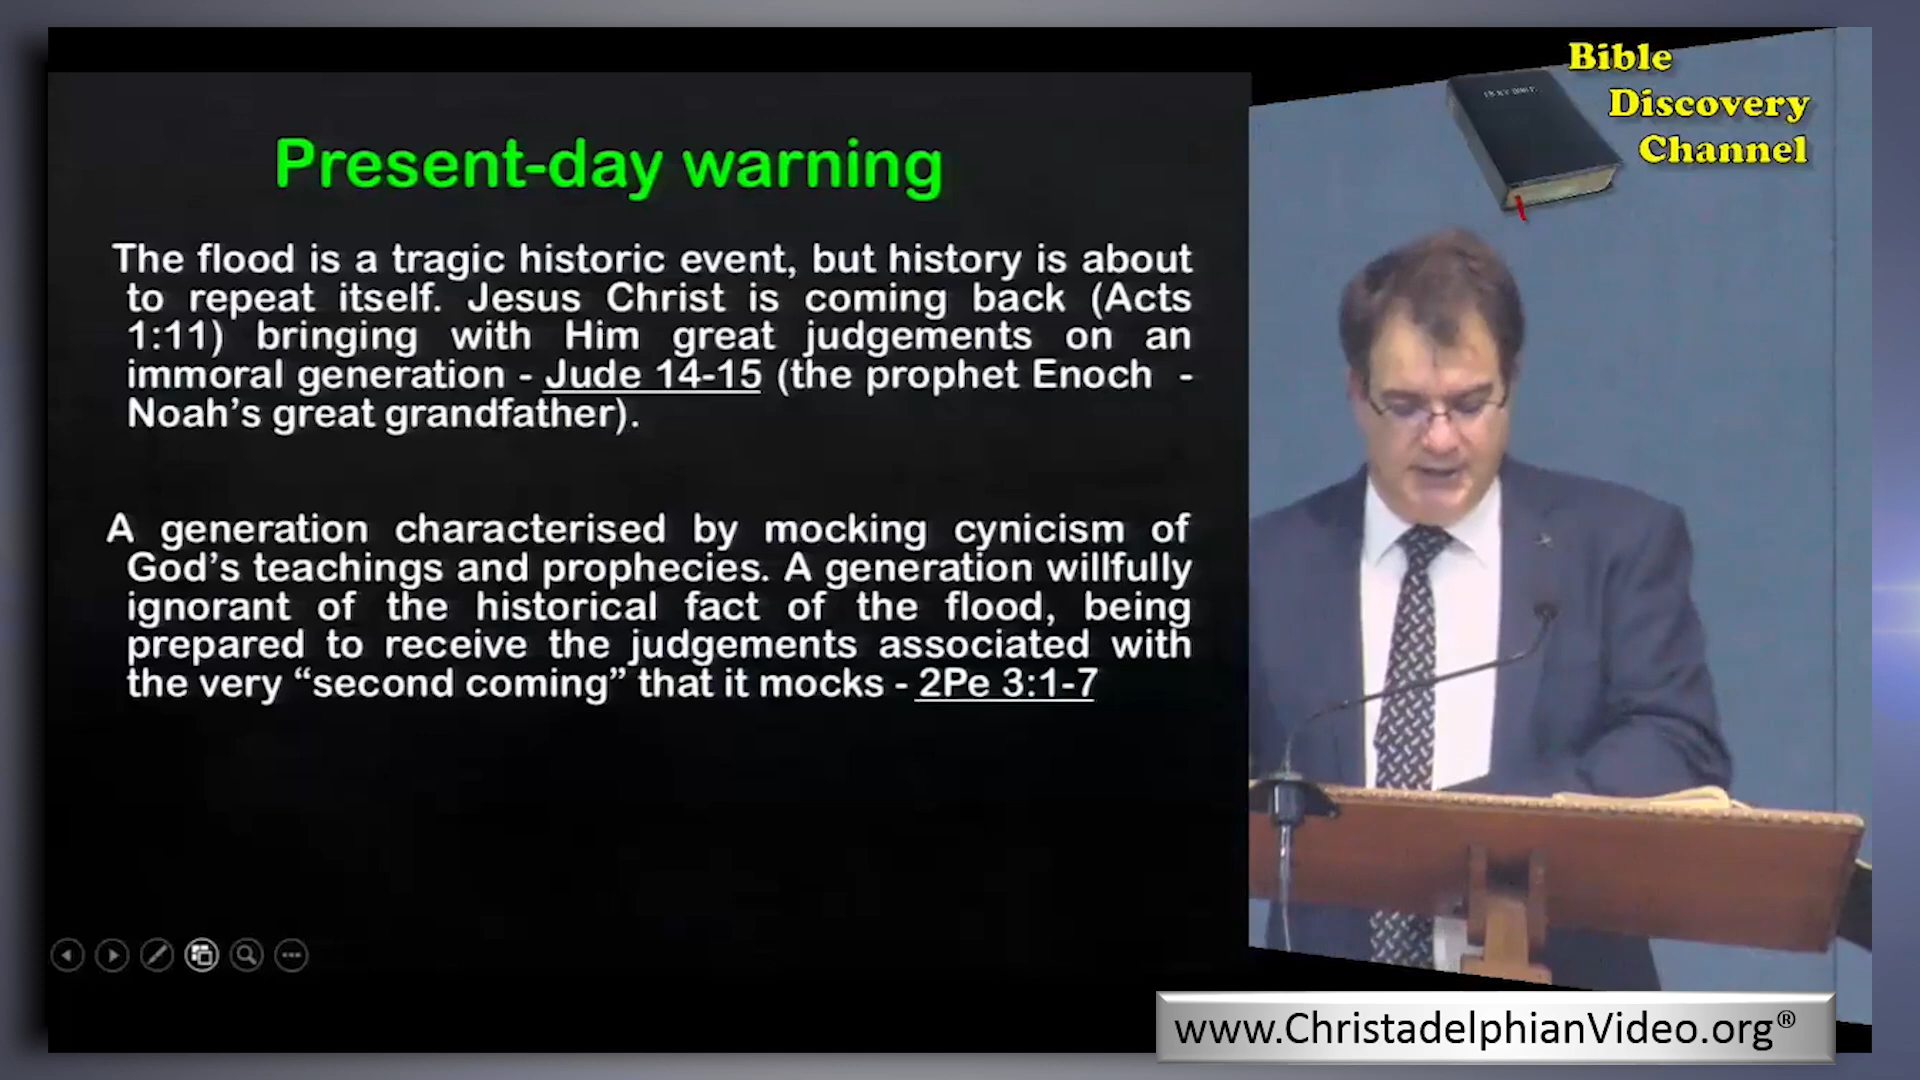 Present-day warning
The flood is a tragic historic event, but history is about
to repeat itself. Jesus Christ is coming back (Acts
1:11) bringing with Him great judgements on an
immoral generation - Jude 14-15 (the prophet Enoch -
Noah's great grandfather).
A generation characterised by mocking cynicism of
God's teachings and prophecies. A generation willfully
ignorant of the historical fact of the flood, being
prepared to receive the judgements associated with
the very “second coming” that it mocks - 2Pe 3:1-7
Bible
Discovery
Channel
HOLY BIBLE
www.ChristadelphianVideo.org®